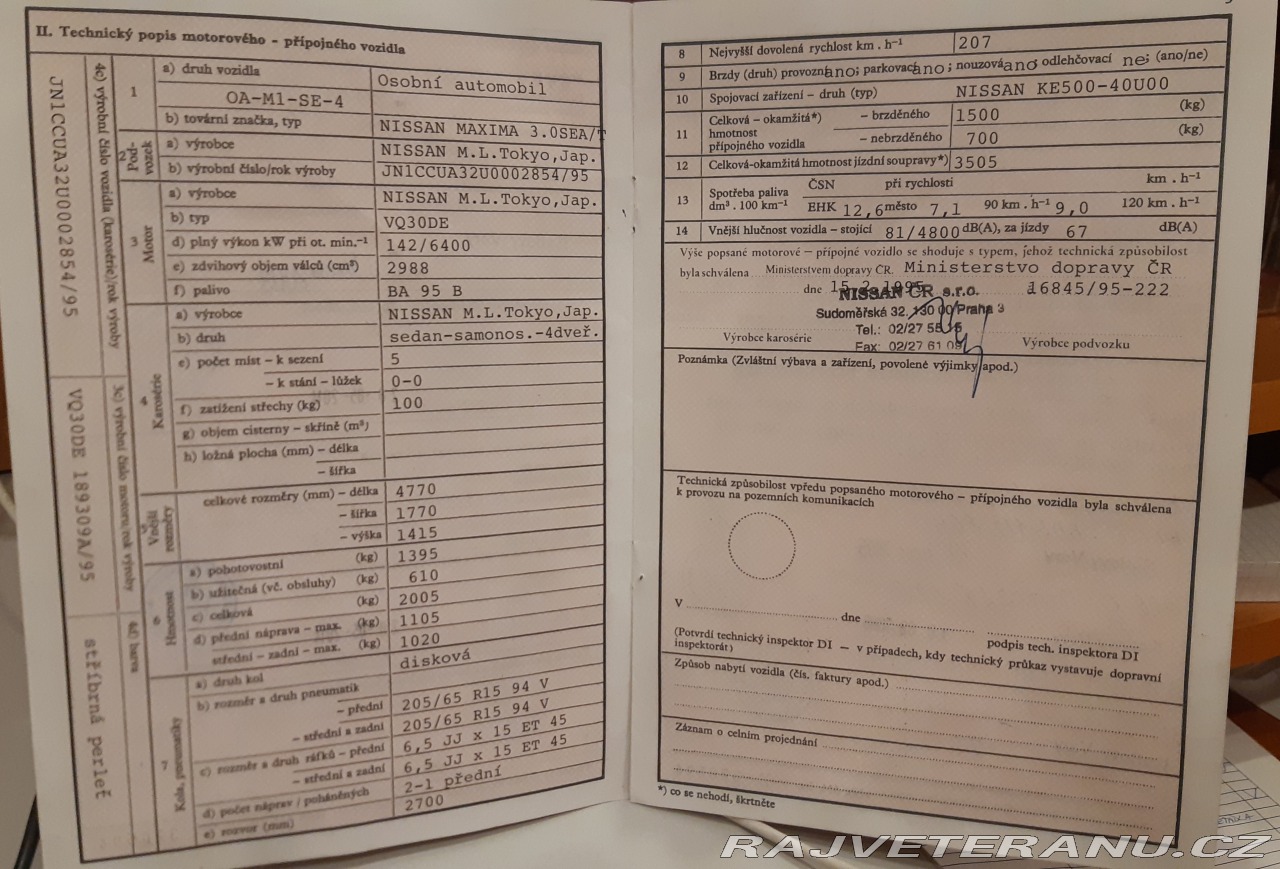 II. Technický popis motorového – přípojného vozidla
4c) výrobní číslo vozidla (karosérie)/rok výroby
JN1CCUA32U0002854/95
3c) výrobní číslo motoru/rok výroby
VQ30DE 189309A/95
4d) barva
stříbrná perleť
1
a) druh vozidla
Osobní automobil
OA-M1-SE-4
b) tovární značka, typ
NISSAN MAXIMA 3.0SEA/T
2
Pod-
vozek
a) výrobce
NISSAN M.L.Tokyo,Jap.
b) výrobní číslo/rok výroby
JN1CCUA32U0002854/95
3
Motor
a) výrobce
NISSAN M.L.Tokyo,Jap.
b) typ
VQ30DE
d) plný výkon kW při ot. min.⁻¹
142/6400
e) zdvihový objem válců (cm³)
2988
f) palivo
BA 95 B
4
Karosérie
a) výrobce
NISSAN M.L.Tokyo,Jap.
b) druh
sedan-samonos.-4dveř.
e) počet míst – k sezení
5
– k stání – lůžek
0-0
f) zatížení střechy (kg)
100
g) objem cisterny – skříně (m³)
h) ložná plocha (mm) – délka
– šířka
5
Vnější
rozměry
celkové rozměry (mm) – délka
4770
– šířka
1770
– výška
1415
6
Hmotnost
a) pohotovostní (kg)
1395
b) užitečná (vč. obsluhy) (kg)
610
c) celková (kg)
2005
d) přední náprava – max. (kg)
1105
střední – zadní – max. (kg)
1020
7
Kola, pneumatiky
a) druh kol
disková
b) rozměr a druh pneumatik
– přední
205/65 R15 94 V
– střední a zadní
205/65 R15 94 V
c) rozměr a druh ráfků – přední
6,5 JJ x 15 ET 45
– střední a zadní
6,5 JJ x 15 ET 45
d) počet náprav / poháněných
2-1 přední
e) rozvor (mm)
2700
8 Nejvyšší dovolená rychlost km . h⁻¹ 207
9 Brzdy (druh) provozní ano; parkovací ano; nouzová ano odlehčovací ne; (ano/ne)
10 Spojovací zařízení – druh (typ) NISSAN KE500-40U00
11 Celková – okamžitá*) – brzděného 1500 (kg)
hmotnost
přípojného vozidla – nebrzděného 700 (kg)
12 Celková-okamžitá hmotnost jízdní soupravy*) 3505
13 Spotřeba paliva ČSN při rychlosti km . h⁻¹
dm³ . 100 km⁻¹ EHK 12,6 město 7,1 90 km . h⁻¹ 9,0 120 km . h⁻¹
14 Vnější hlučnost vozidla – stojící 81/4800 dB(A), za jízdy 67 dB(A)
Výše popsané motorové – přípojné vozidlo se shoduje s typem, jehož technická způsobilost
byla schválena Ministerstvem dopravy ČR. Ministerstvo dopravy ČR
dne 15.2.1995 16845/95-222
NISSAN ČR s.r.o.
Sudoměřská 32, 130 00 Praha 3
Tel.: 02/27 55
Fax: 02/27 61 09
Výrobce karosérie Výrobce podvozku
Poznámka (Zvláštní výbava a zařízení, povolené výjimky apod.)
Technická způsobilost vpředu popsaného motorového – přípojného vozidla byla schválena
k provozu na pozemních komunikacích
V dne
podpis tech. inspektora DI
(Potvrdí technický inspektor DI – v případech, kdy technický průkaz vystavuje dopravní
inspektorát)
Způsob nabytí vozidla (čís. faktury apod.)
Záznam o celním projednání
*) co se nehodí, škrtněte
RAJVETERANU.CZ